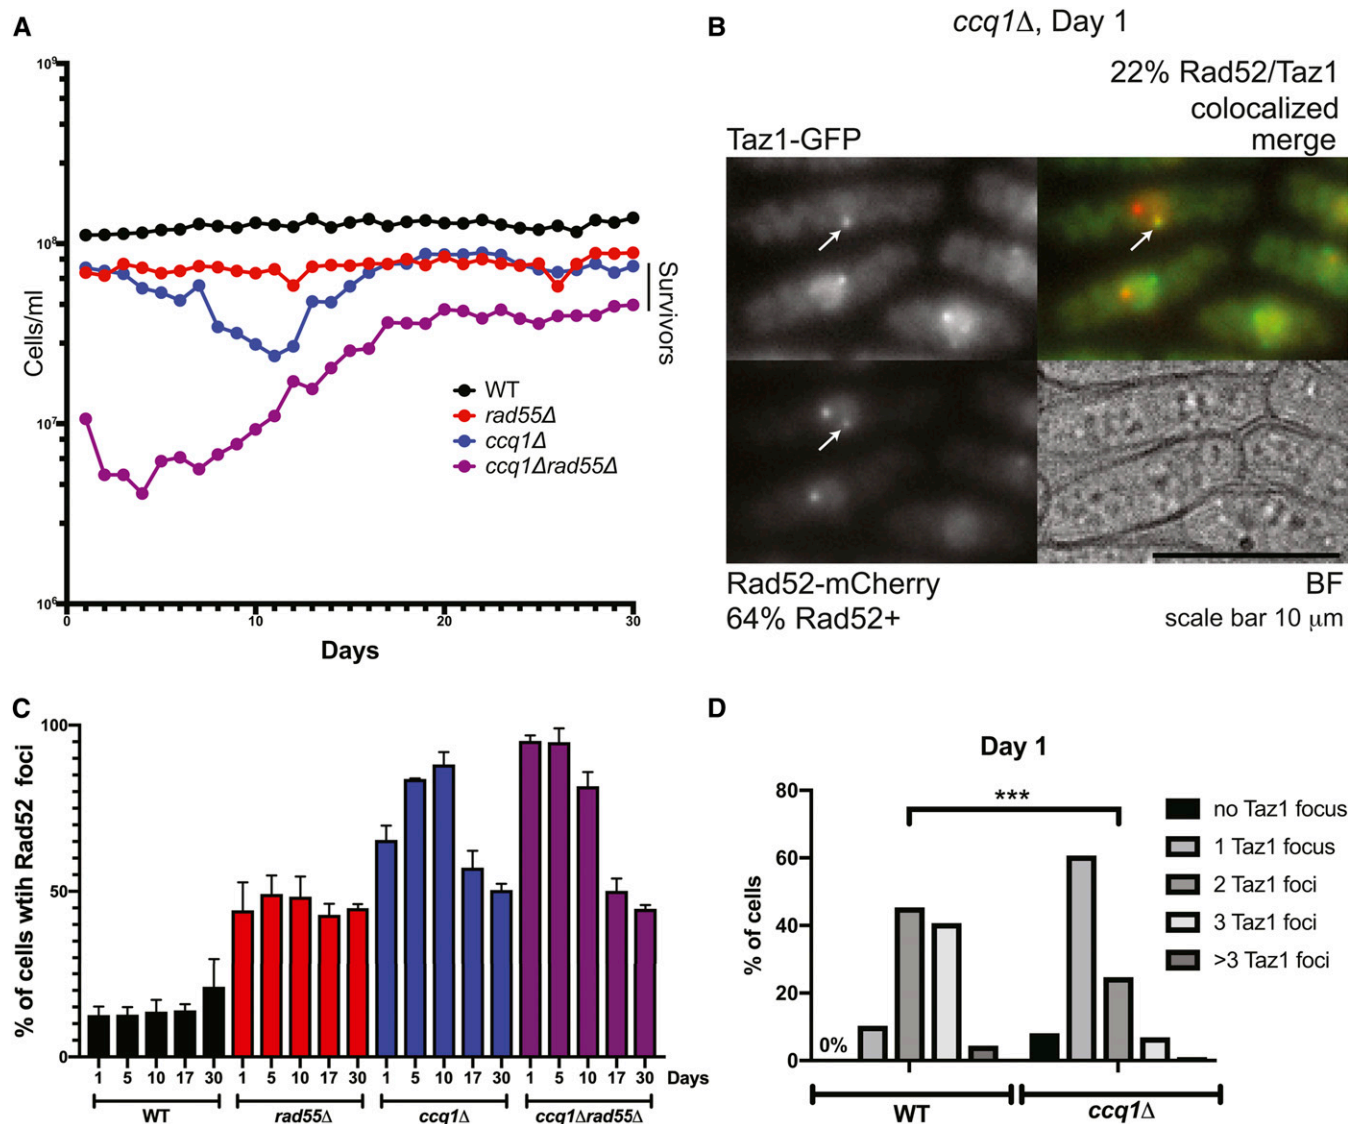 A
10⁹
10⁸
10⁷
10⁶
Cells/ml
0
10
20
30
Days
WT
rad55Δ
ccq1Δ
ccq1Δrad55Δ
Survivors
B
ccq1Δ, Day 1
22% Rad52/Taz1
colocalized
merge
Taz1-GFP
Rad52-mCherry
64% Rad52+
BF
scale bar 10 μm
C
% of cells wtih Rad52 foci
100
50
0
1 5 10 17 30 1 5 10 17 30 1 5 10 17 30 1 5 10 17 30 Days
WT rad55Δ ccq1Δ ccq1Δrad55Δ
D
Day 1
% of cells
80
60
40
20
0
0%
***
no Taz1 focus
1 Taz1 focus
2 Taz1 foci
3 Taz1 foci
>3 Taz1 foci
WT ccq1Δ